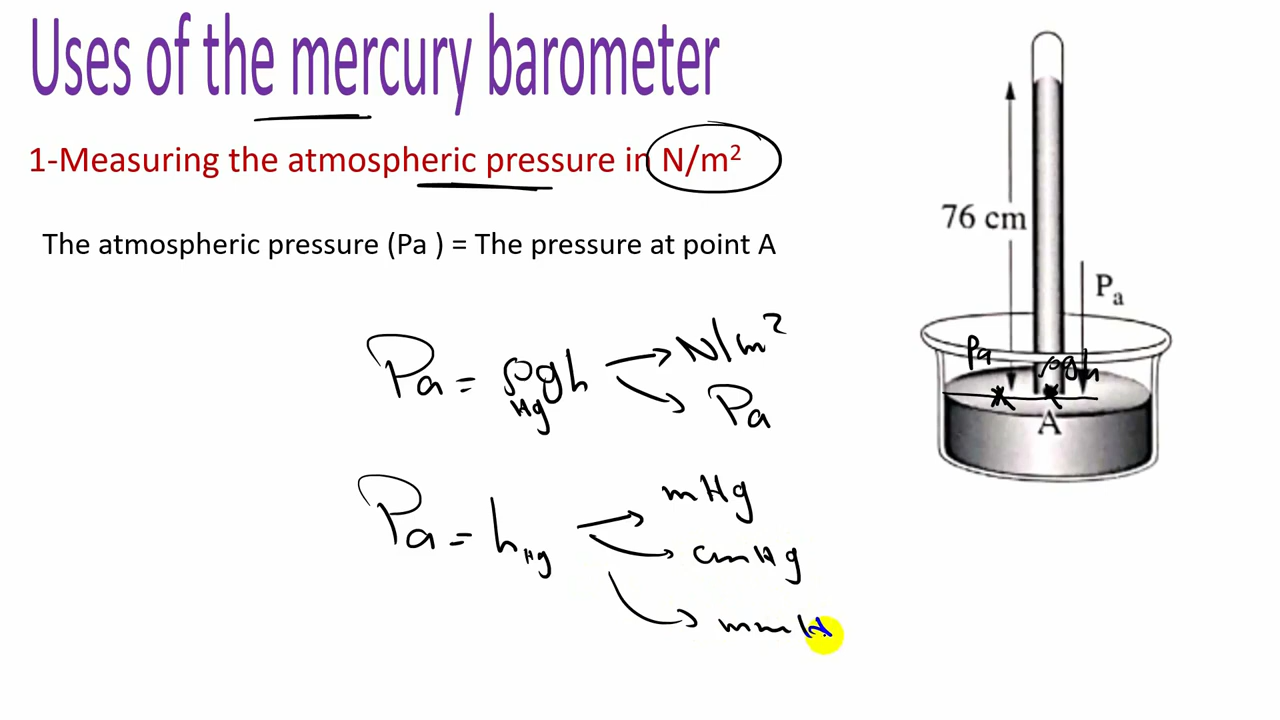 Uses of the mercury barometer
1-Measuring the atmospheric pressure in N/m²
The atmospheric pressure (Pa ) = The pressure at point A
Pa = ρgh
Hg
N/m²
Pa
Pa = hHg
mHg
cmHg
mmH
76 cm
Pa
Pa
ρgh
A